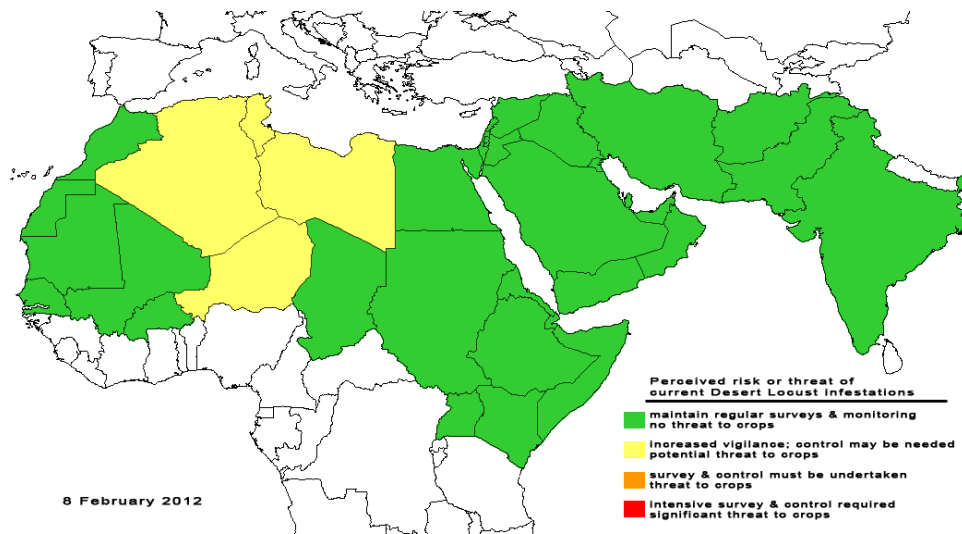 Perceived risk or threat of
current Desert Locust infestations
maintain regular surveys & monitoring
no threat to crops
increased vigilance; control may be needed
potential threat to crops
survey & control must be undertaken
threat to crops
intensive survey & control required
significant threat to crops
8 February 2012